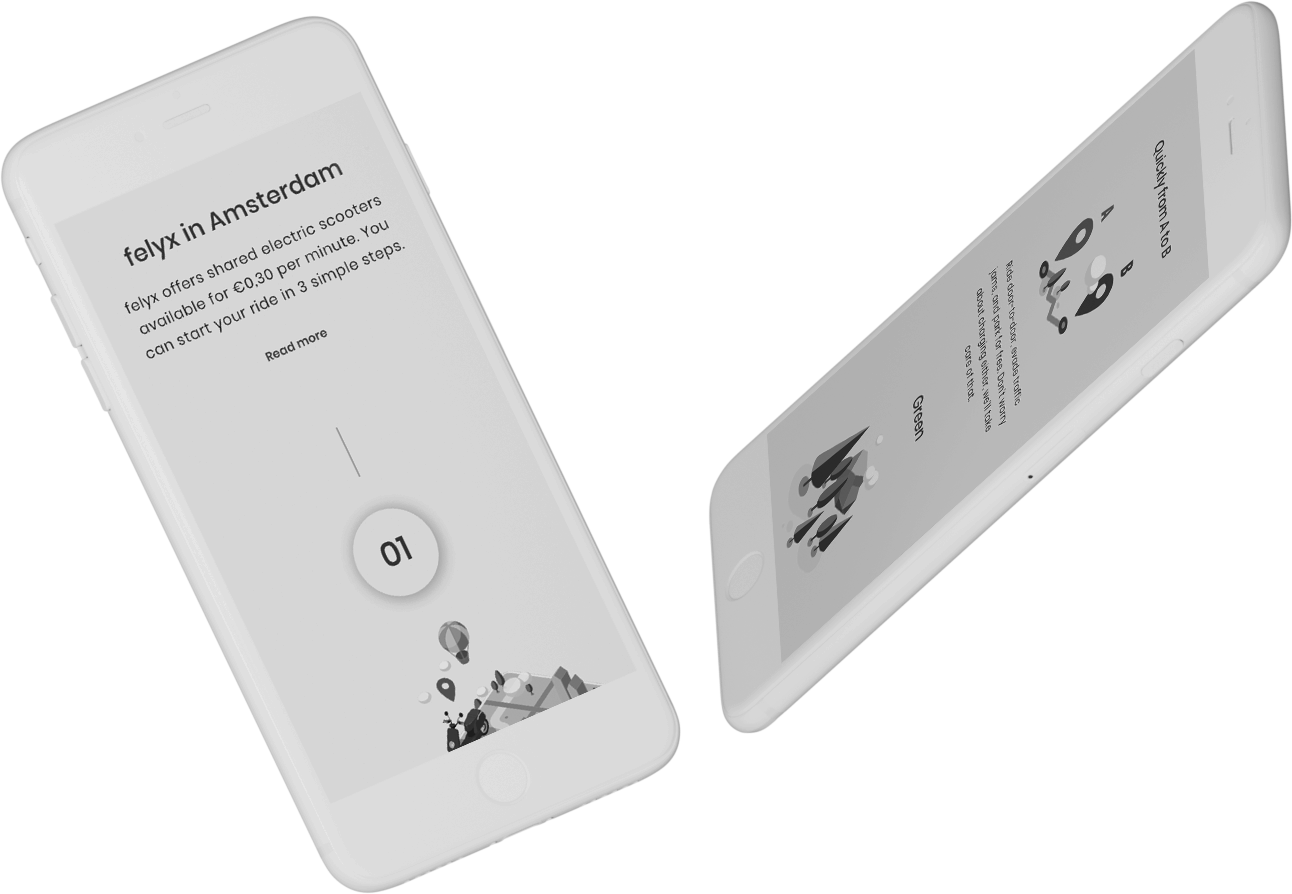 felyx in Amsterdam
felyx offers shared electric scooters
available for €0,30 per minute. You
can start your ride in 3 simple steps.
Read more
01
Quickly from A to B
A
B
Ride door-to-door, evade traffic
jams, and park for free. Don't worry
about charging either, we'll take
care of that.
Green